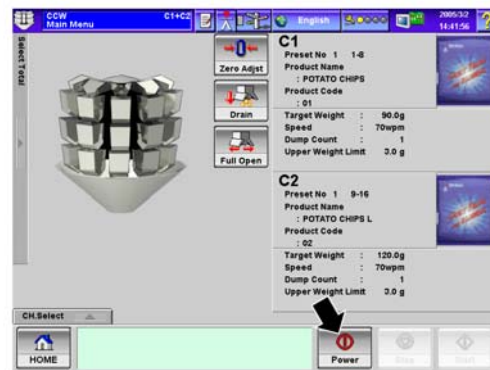 CCW
Main Menu
C1+C2
English
2005/3/2
14:41:56
Select Total
Zero Adjst
Drain
Full Open
C1
Preset No 1 1-8
Product Name
: POTATO CHIPS
Product Code
: 01
Target Weight : 90.0g
Speed : 70wpm
Dump Count : 1
Upper Weight Limit 3.0 g
C2
Preset No 1 9-16
Product Name
: POTATO CHIPS L
Product Code
: 02
Target Weight : 120.0g
Speed : 70wpm
Dump Count : 1
Upper Weight Limit 3.0 g
CH.Select
HOME
Power
Stop
Start